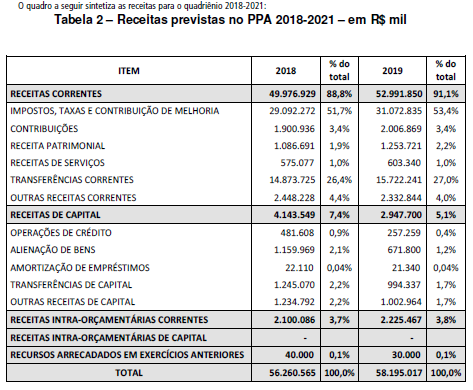 O quadro a seguir sintetiza as receitas para o quadriênio 2018-2021:
Tabela 2 – Receitas previstas no PPA 2018-2021 – em R$ mil
ITEM 2018 % do total 2019 % do total
RECEITAS CORRENTES 49.976.929 88,8% 52.991.850 91,1%
IMPOSTOS, TAXAS E CONTRIBUIÇÃO DE MELHORIA 29.092.272 51,7% 31.072.835 53,4%
CONTRIBUIÇÕES 1.900.936 3,4% 2.006.869 3,4%
RECEITA PATRIMONIAL 1.086.691 1,9% 1.253.721 2,2%
RECEITAS DE SERVIÇOS 575.077 1,0% 603.340 1,0%
TRANSFERÊNCIAS CORRENTES 14.873.725 26,4% 15.722.241 27,0%
OUTRAS RECEITAS CORRENTES 2.448.228 4,4% 2.332.844 4,0%
RECEITAS DE CAPITAL 4.143.549 7,4% 2.947.700 5,1%
OPERAÇÕES DE CRÉDITO 481.608 0,9% 257.259 0,4%
ALIENAÇÃO DE BENS 1.159.969 2,1% 671.800 1,2%
AMORTIZAÇÃO DE EMPRÉSTIMOS 22.110 0,04% 21.340 0,04%
TRANSFERÊNCIAS DE CAPITAL 1.245.070 2,2% 994.337 1,7%
OUTRAS RECEITAS DE CAPITAL 1.234.792 2,2% 1.002.964 1,7%
RECEITAS INTRA-ORÇAMENTÁRIAS CORRENTES 2.100.086 3,7% 2.225.467 3,8%
RECEITAS INTRA-ORÇAMENTÁRIAS DE CAPITAL - -
RECURSOS ARRECADADOS EM EXERCÍCIOS ANTERIORES 40.000 0,1% 30.000 0,1%
TOTAL 56.260.565 100,0% 58.195.017 100,0%